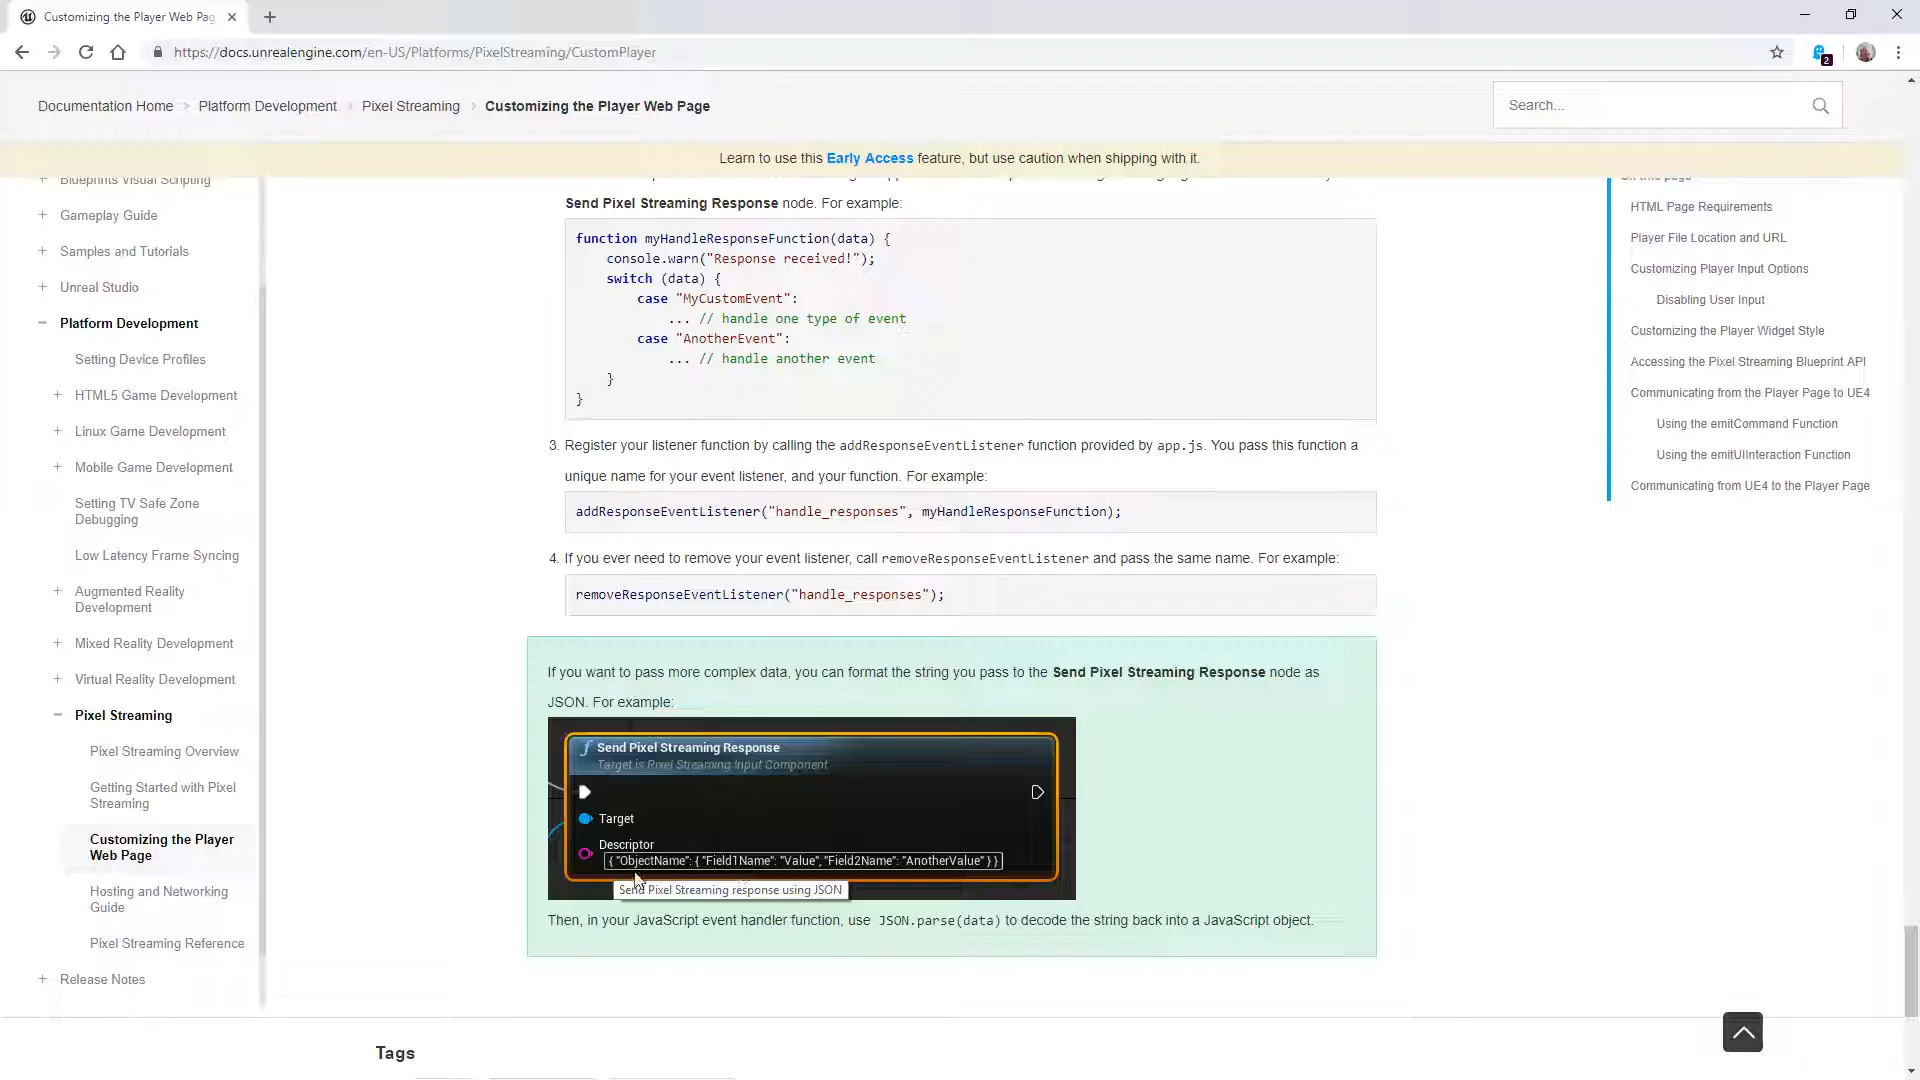 Customizing the Player Web Pag
https://docs.unrealengine.com/en-US/Platforms/PixelStreaming/CustomPlayer
2
Documentation Home > Platform Development > Pixel Streaming > Customizing the Player Web Page
Search...
Learn to use this Early Access feature, but use caution when shipping with it.
Blueprints Visual Scripting
Gameplay Guide
Samples and Tutorials
Unreal Studio
Platform Development
Setting Device Profiles
HTML5 Game Development
Linux Game Development
Mobile Game Development
Setting TV Safe Zone
Debugging
Low Latency Frame Syncing
Augmented Reality
Development
Mixed Reality Development
Virtual Reality Development
Pixel Streaming
Pixel Streaming Overview
Getting Started with Pixel
Streaming
Customizing the Player
Web Page
Hosting and Networking
Guide
Pixel Streaming Reference
Release Notes
Send Pixel Streaming Response node. For example:
function myHandleResponseFunction(data) {
console.warn("Response received!");
switch (data) {
case "MyCustomEvent":
... // handle one type of event
case "AnotherEvent":
... // handle another event
}
}
3. Register your listener function by calling the addResponseEventListener function provided by app.js. You pass this function a
unique name for your event listener, and your function. For example:
addResponseEventListener("handle_responses", myHandleResponseFunction);
4. If you ever need to remove your event listener, call removeResponseEventListener and pass the same name. For example:
removeResponseEventListener("handle_responses");
If you want to pass more complex data, you can format the string you pass to the Send Pixel Streaming Response node as
JSON. For example:
f Send Pixel Streaming Response
Target is Pixel Streaming Input Component
Target
Descriptor
{ "ObjectName": { "Field1Name": "Value", "Field2Name": "AnotherValue" } }
Send Pixel Streaming response using JSON
Then, in your JavaScript event handler function, use JSON.parse(data) to decode the string back into a JavaScript object.
On this page
HTML Page Requirements
Player File Location and URL
Customizing Player Input Options
Disabling User Input
Customizing the Player Widget Style
Accessing the Pixel Streaming Blueprint API
Communicating from the Player Page to UE4
Using the emitCommand Function
Using the emitUIInteraction Function
Communicating from UE4 to the Player Page
Tags